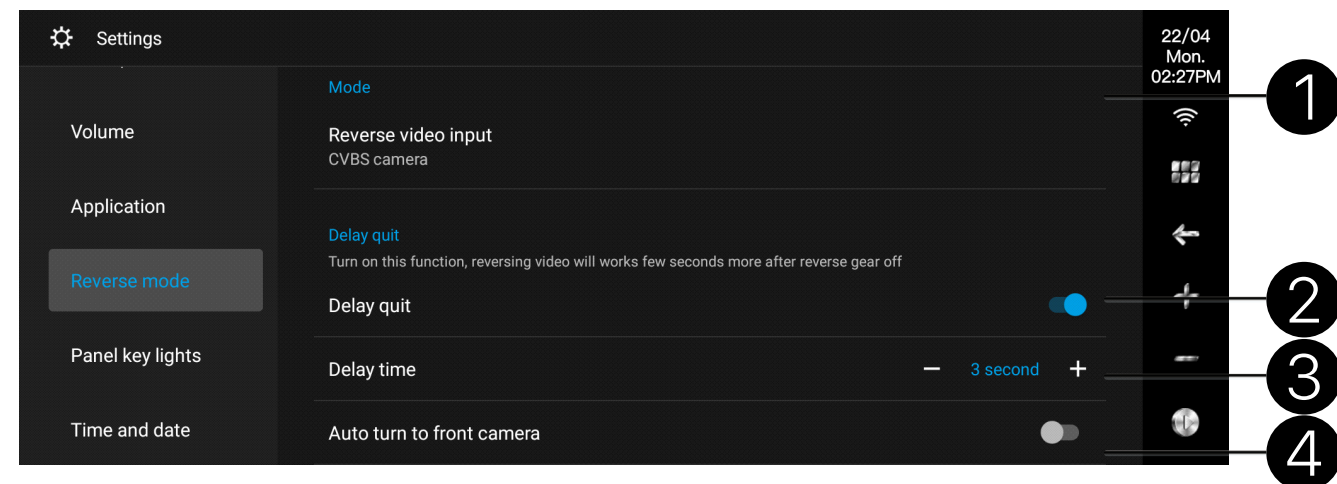 Settings
Volume
Application
Reverse mode
Panel key lights
Time and date
Mode
Reverse video input
CVBS camera
Delay quit
Turn on this function, reversing video will works few seconds more after reverse gear off
Delay quit
Delay time
− 3 second +
Auto turn to front camera
22/04
Mon.
02:27PM
1
2
3
4